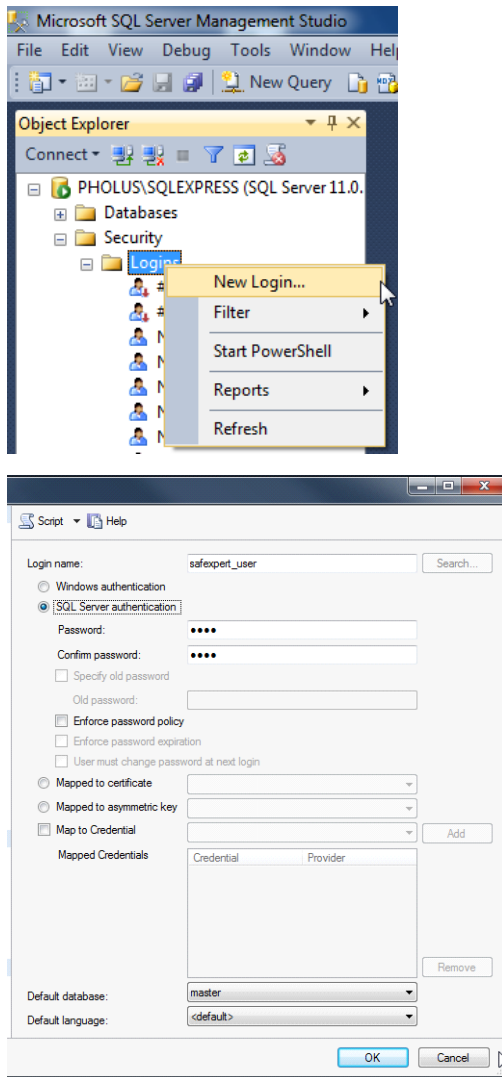 Microsoft SQL Server Management Studio
File Edit View Debug Tools Window Help
New Query
Object Explorer
Connect
PHOLUS\SQLEXPRESS (SQL Server 11.0.
Databases
Security
Logins
New Login...
Filter
Start PowerShell
Reports
Refresh
Script Help
Login name: safexpert_user Search...
Windows authentication
SQL Server authentication
Password: ●●●●
Confirm password: ●●●●
Specify old password
Old password:
Enforce password policy
Enforce password expiration
User must change password at next login
Mapped to certificate
Mapped to asymmetric key
Map to Credential Add
Mapped Credentials Credential Provider
Remove
Default database: master
Default language: <default>
OK Cancel